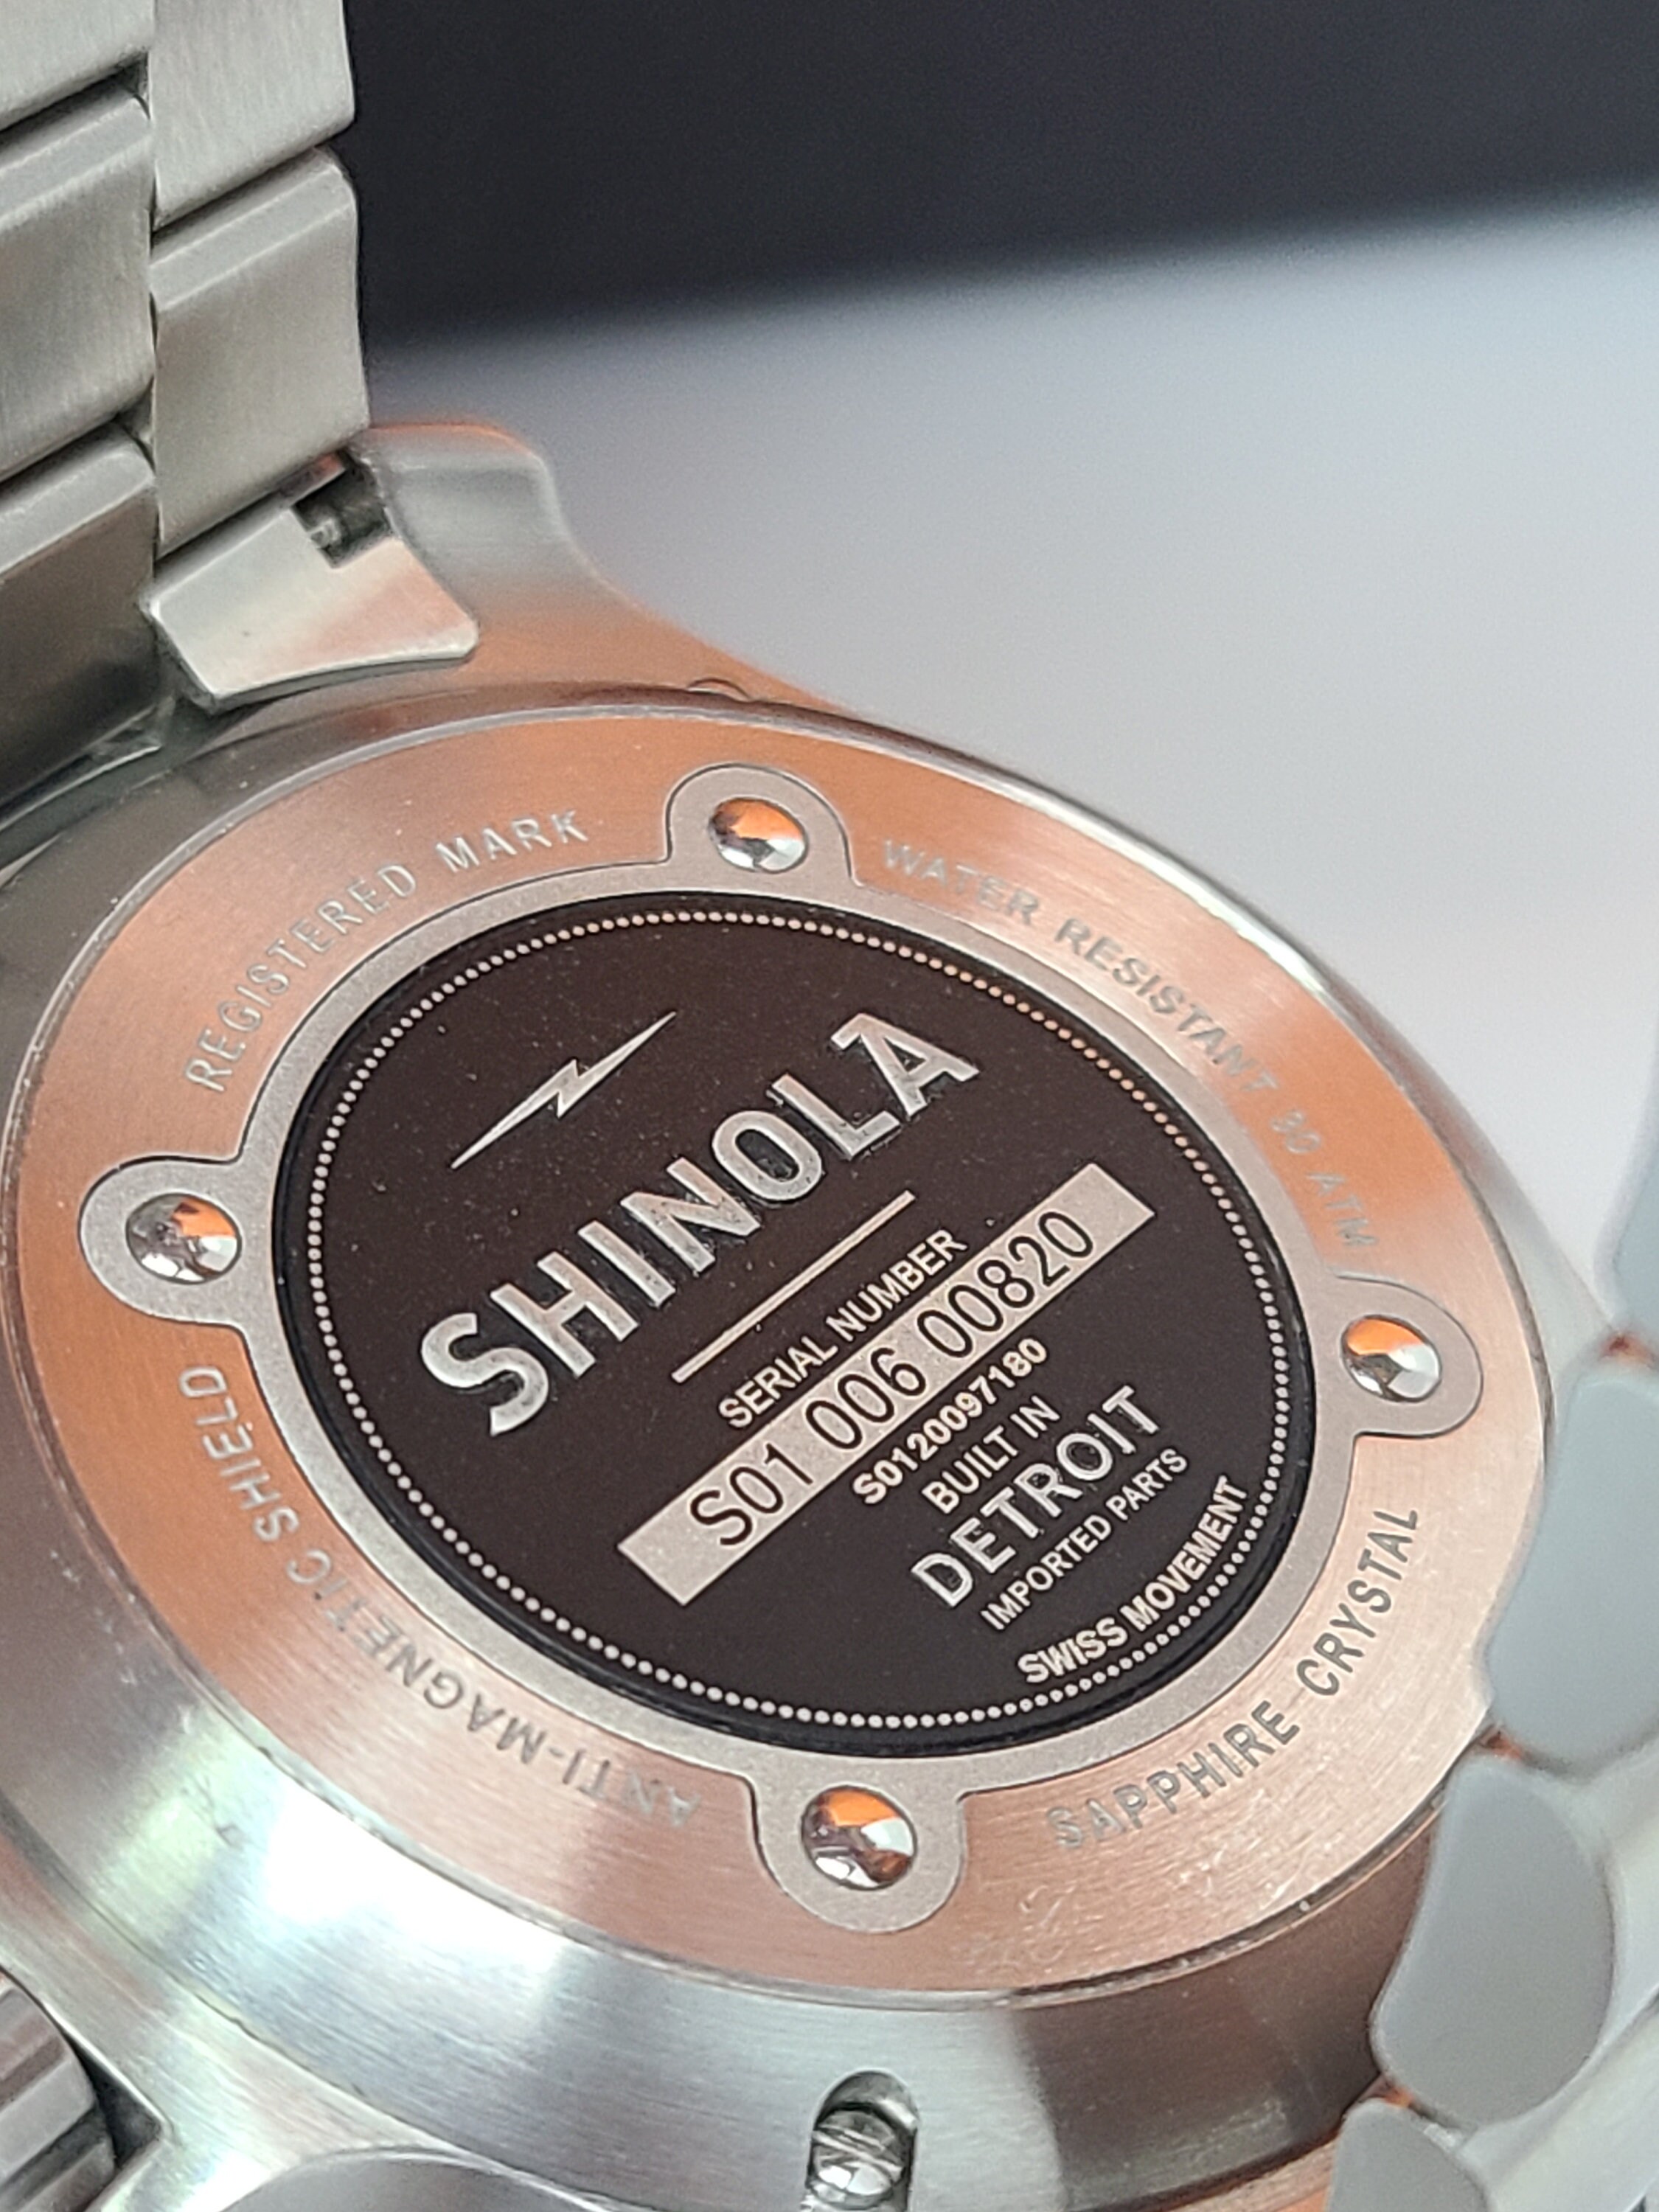 SHINOLA
SERIAL NUMBER
S01 006 00820
S0120097180
BUILT IN
DETROIT
IMPORTED PARTS
SWISS MOVEMENT
REGISTERED MARK
WATER RESISTANT 30 ATM
SAPPHIRE CRYSTAL
ANTI-MAGNETIC SHIELD